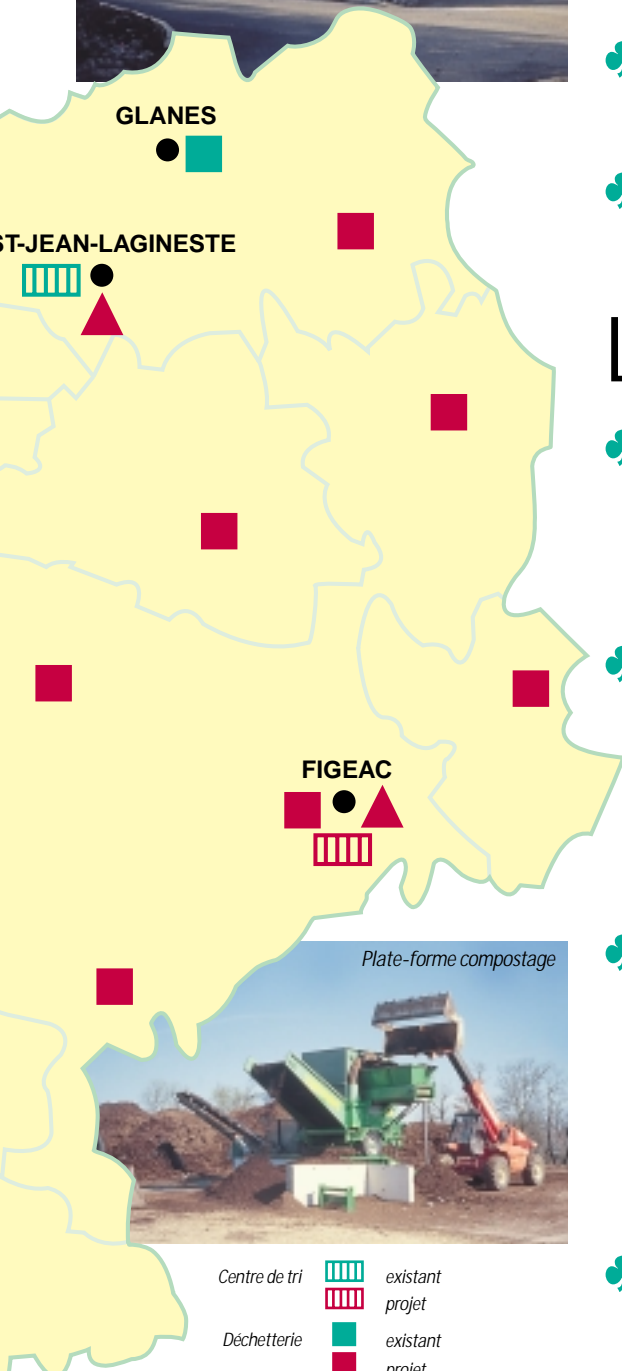 GLANES
ST-JEAN-LAGINESTE
FIGEAC
Plate-forme compostage
Centre de tri existant
projet
Déchetterie existant
projet